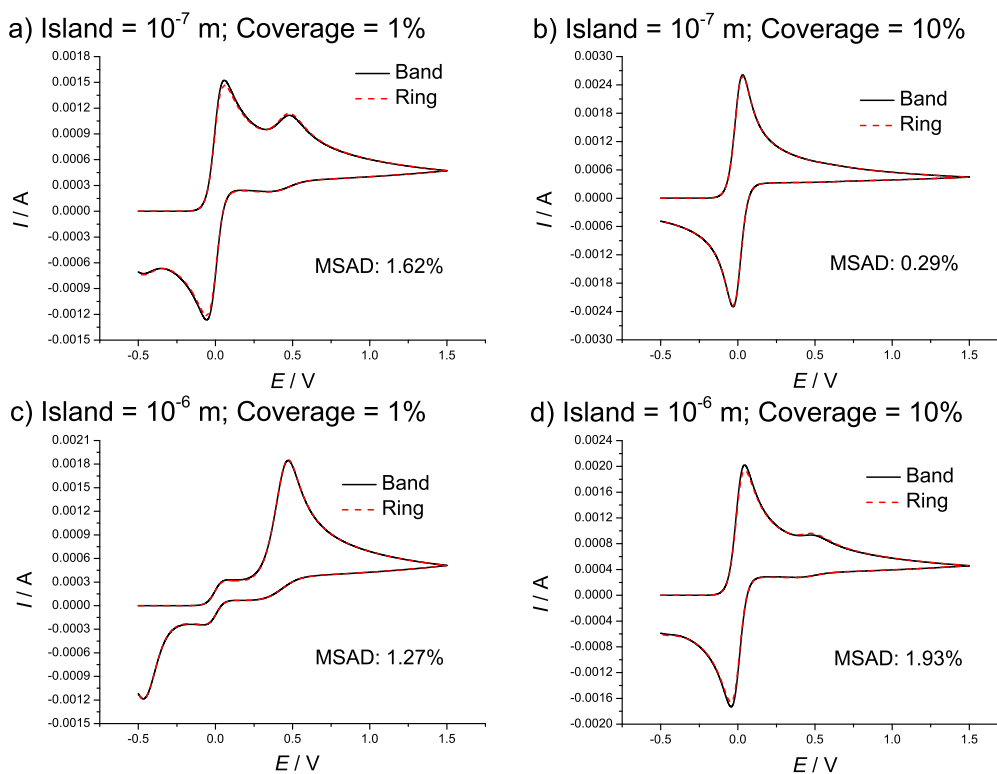 a) Island = 10⁻⁷ m; Coverage = 1%
0.0018
0.0015
0.0012
0.0009
0.0006
0.0003
0.0000
-0.0003
-0.0006
-0.0009
-0.0012
-0.0015
I / A
Band
Ring
MSAD: 1.62%
-0.5 0.0 0.5 1.0 1.5
E / V
b) Island = 10⁻⁷ m; Coverage = 10%
0.0030
0.0024
0.0018
0.0012
0.0006
0.0000
-0.0006
-0.0012
-0.0018
-0.0024
-0.0030
I / A
Band
Ring
MSAD: 0.29%
-0.5 0.0 0.5 1.0 1.5
E / V
c) Island = 10⁻⁶ m; Coverage = 1%
0.0021
0.0018
0.0015
0.0012
0.0009
0.0006
0.0003
0.0000
-0.0003
-0.0006
-0.0009
-0.0012
-0.0015
I / A
Band
Ring
MSAD: 1.27%
-0.5 0.0 0.5 1.0 1.5
E / V
d) Island = 10⁻⁶ m; Coverage = 10%
0.0024
0.0020
0.0016
0.0012
0.0008
0.0004
0.0000
-0.0004
-0.0008
-0.0012
-0.0016
-0.0020
I / A
Band
Ring
MSAD: 1.93%
-0.5 0.0 0.5 1.0 1.5
E / V